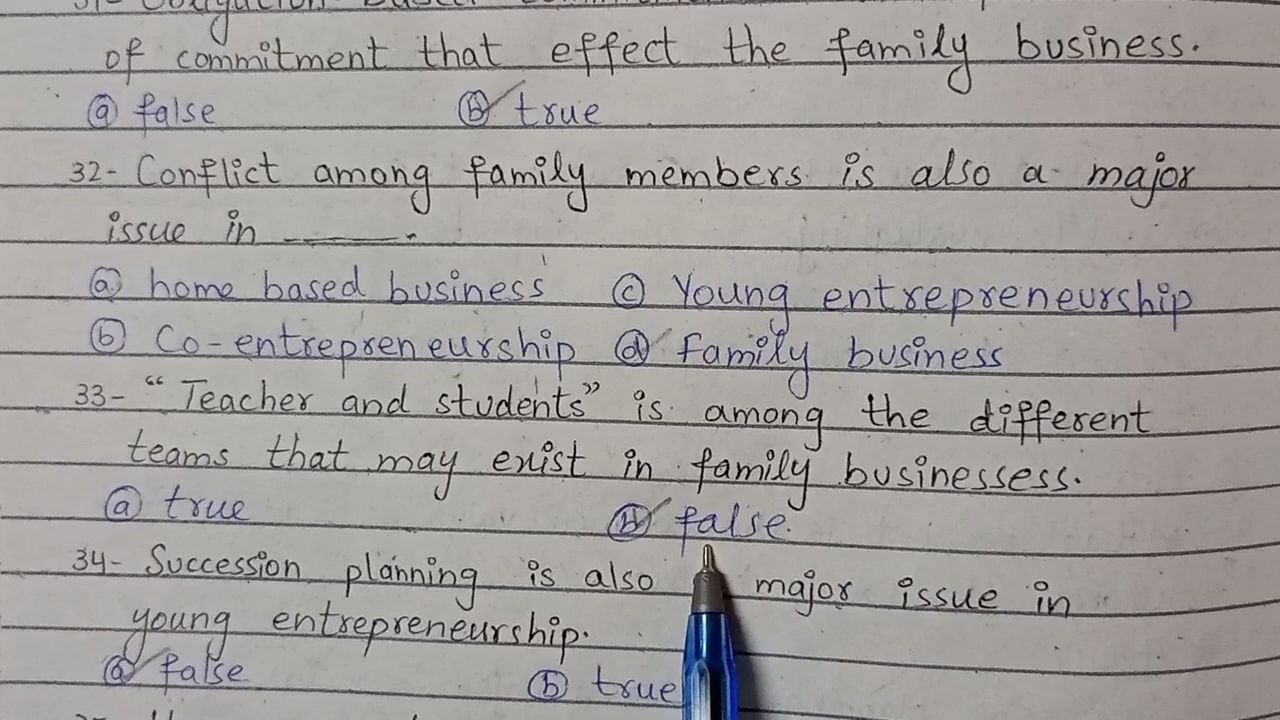 of commitment that effect the family business.
ⓐ false ⓑ true
32- Conflict among family members is also a major
issue in ______.
ⓐ home based business ⓒ Young entrepreneurship
ⓑ Co-entrepreneurship ⓓ family business
33- “Teacher and students” is among the different
teams that may exist in family businessess.
ⓐ true ⓑ false.
34- Succession planning is also major issue in
young entrepreneurship.
ⓐ false ⓑ true